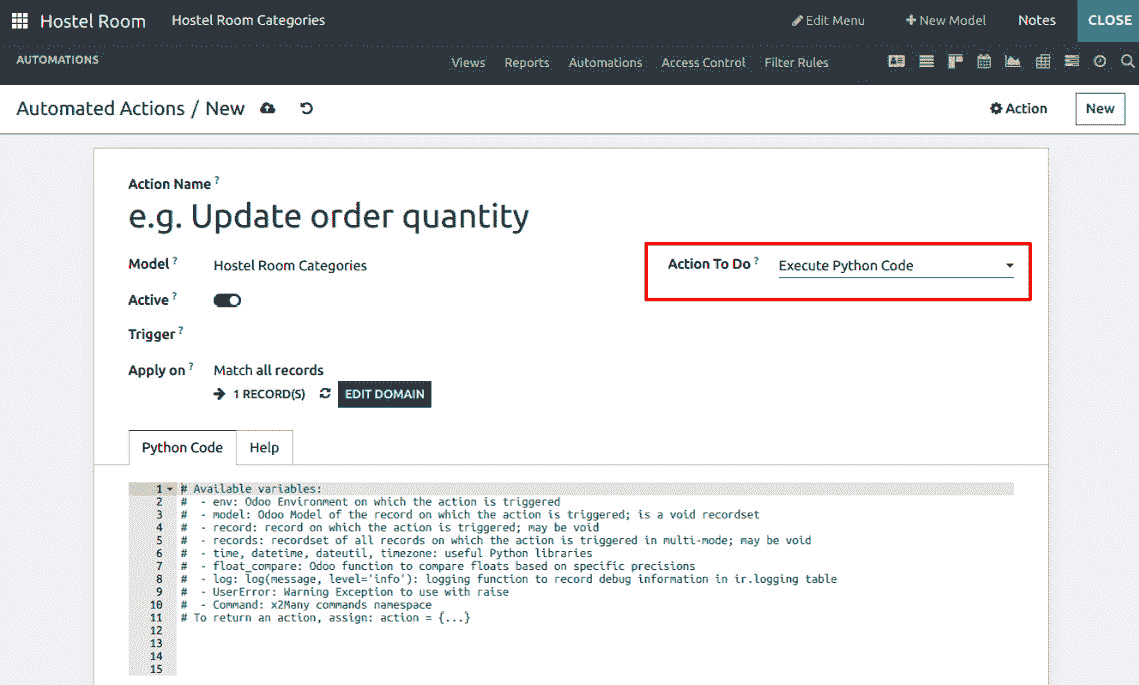 Hostel Room Hostel Room Categories Edit Menu New Model Notes CLOSE
AUTOMATIONS Views Reports Automations Access Control Filter Rules
Automated Actions / New Action New
Action Name ?
e.g. Update order quantity
Model ? Hostel Room Categories Action To Do ? Execute Python Code
Active ?
Trigger ?
Apply on ? Match all records
1 RECORD(S) EDIT DOMAIN
Python Code Help
1 # Available variables:
2 #  - env: Odoo Environment on which the action is triggered
3 #  - model: Odoo Model of the record on which the action is triggered; is a void recordset
4 #  - record: record on which the action is triggered; may be void
5 #  - records: recordset of all records on which the action is triggered in multi-mode; may be void
6 #  - time, datetime, dateutil, timezone: useful Python libraries
7 #  - float_compare: Odoo function to compare floats based on specific precisions
8 #  - log: log(message, level='info'): logging function to record debug information in ir.logging table
9 #  - UserError: Warning Exception to use with raise
10 #  - Command: x2Many commands namespace
11 # To return an action, assign: action = {...}
12
13
14
15